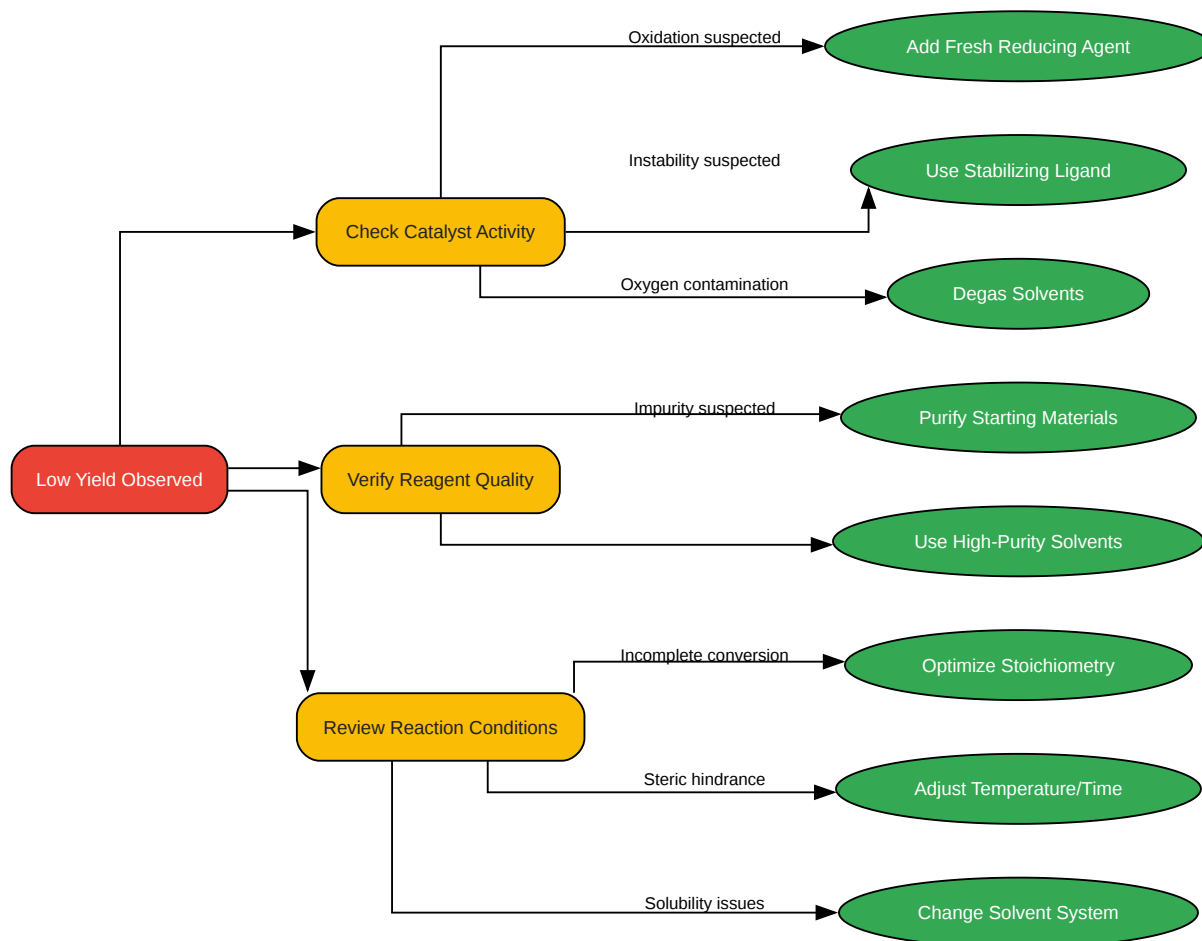 Oxidation suspected
Add Fresh Reducing Agent
Instability suspected
Use Stabilizing Ligand
Check Catalyst Activity
Oxygen contamination
Degas Solvents
Impurity suspected
Purify Starting Materials
Low Yield Observed
Verify Reagent Quality
Use High-Purity Solvents
Incomplete conversion
Optimize Stoichiometry
Review Reaction Conditions
Steric hindrance
Adjust Temperature/Time
Solubility issues
Change Solvent System